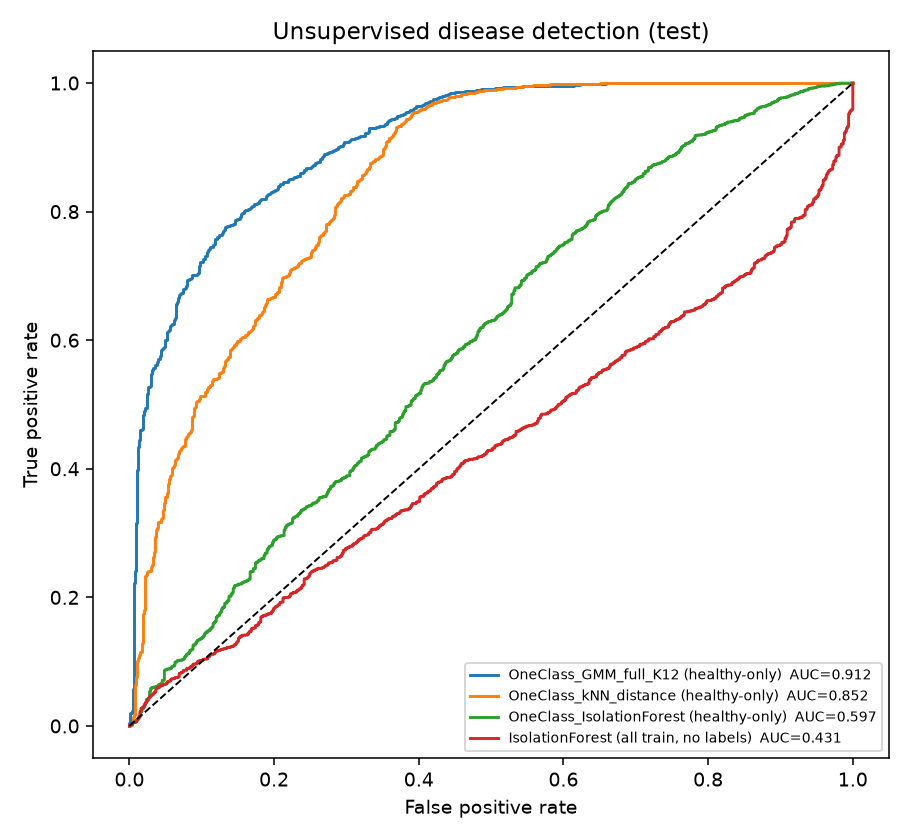 Unsupervised disease detection (test)
True positive rate
1.0
0.8
0.6
0.4
0.2
0.0
OneClass_GMM_full_K12 (healthy-only) AUC=0.912
OneClass_kNN_distance (healthy-only) AUC=0.852
OneClass_IsolationForest (healthy-only) AUC=0.597
IsolationForest (all train, no labels) AUC=0.431
0.0 0.2 0.4 0.6 0.8 1.0
False positive rate